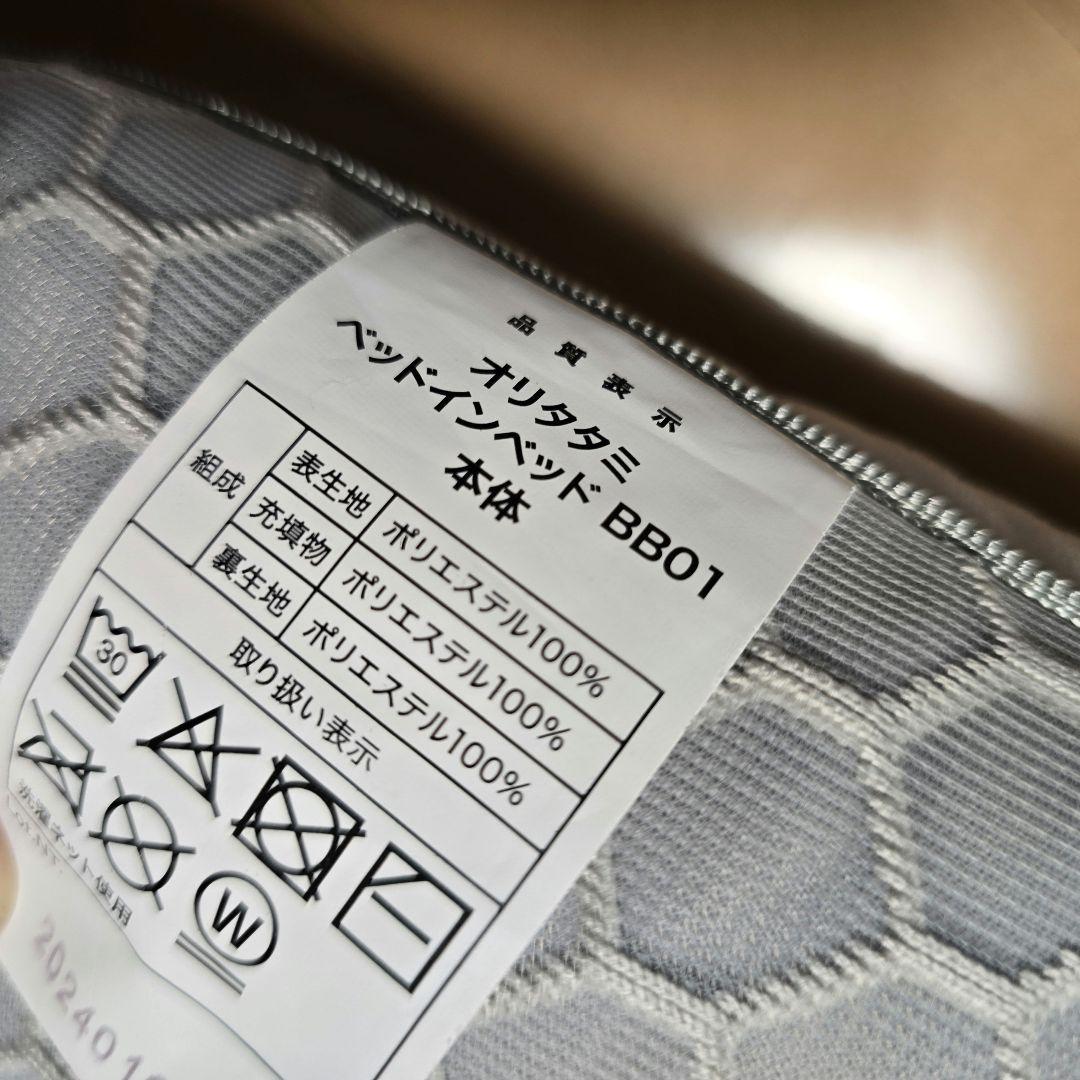 品質表示
オリタタミ
ベッドインベッド BB01
本体
組成
表生地 ポリエステル100%
充填物 ポリエステル100%
裏生地 ポリエステル100%
取り扱い表示
30
W
洗濯ネット使用